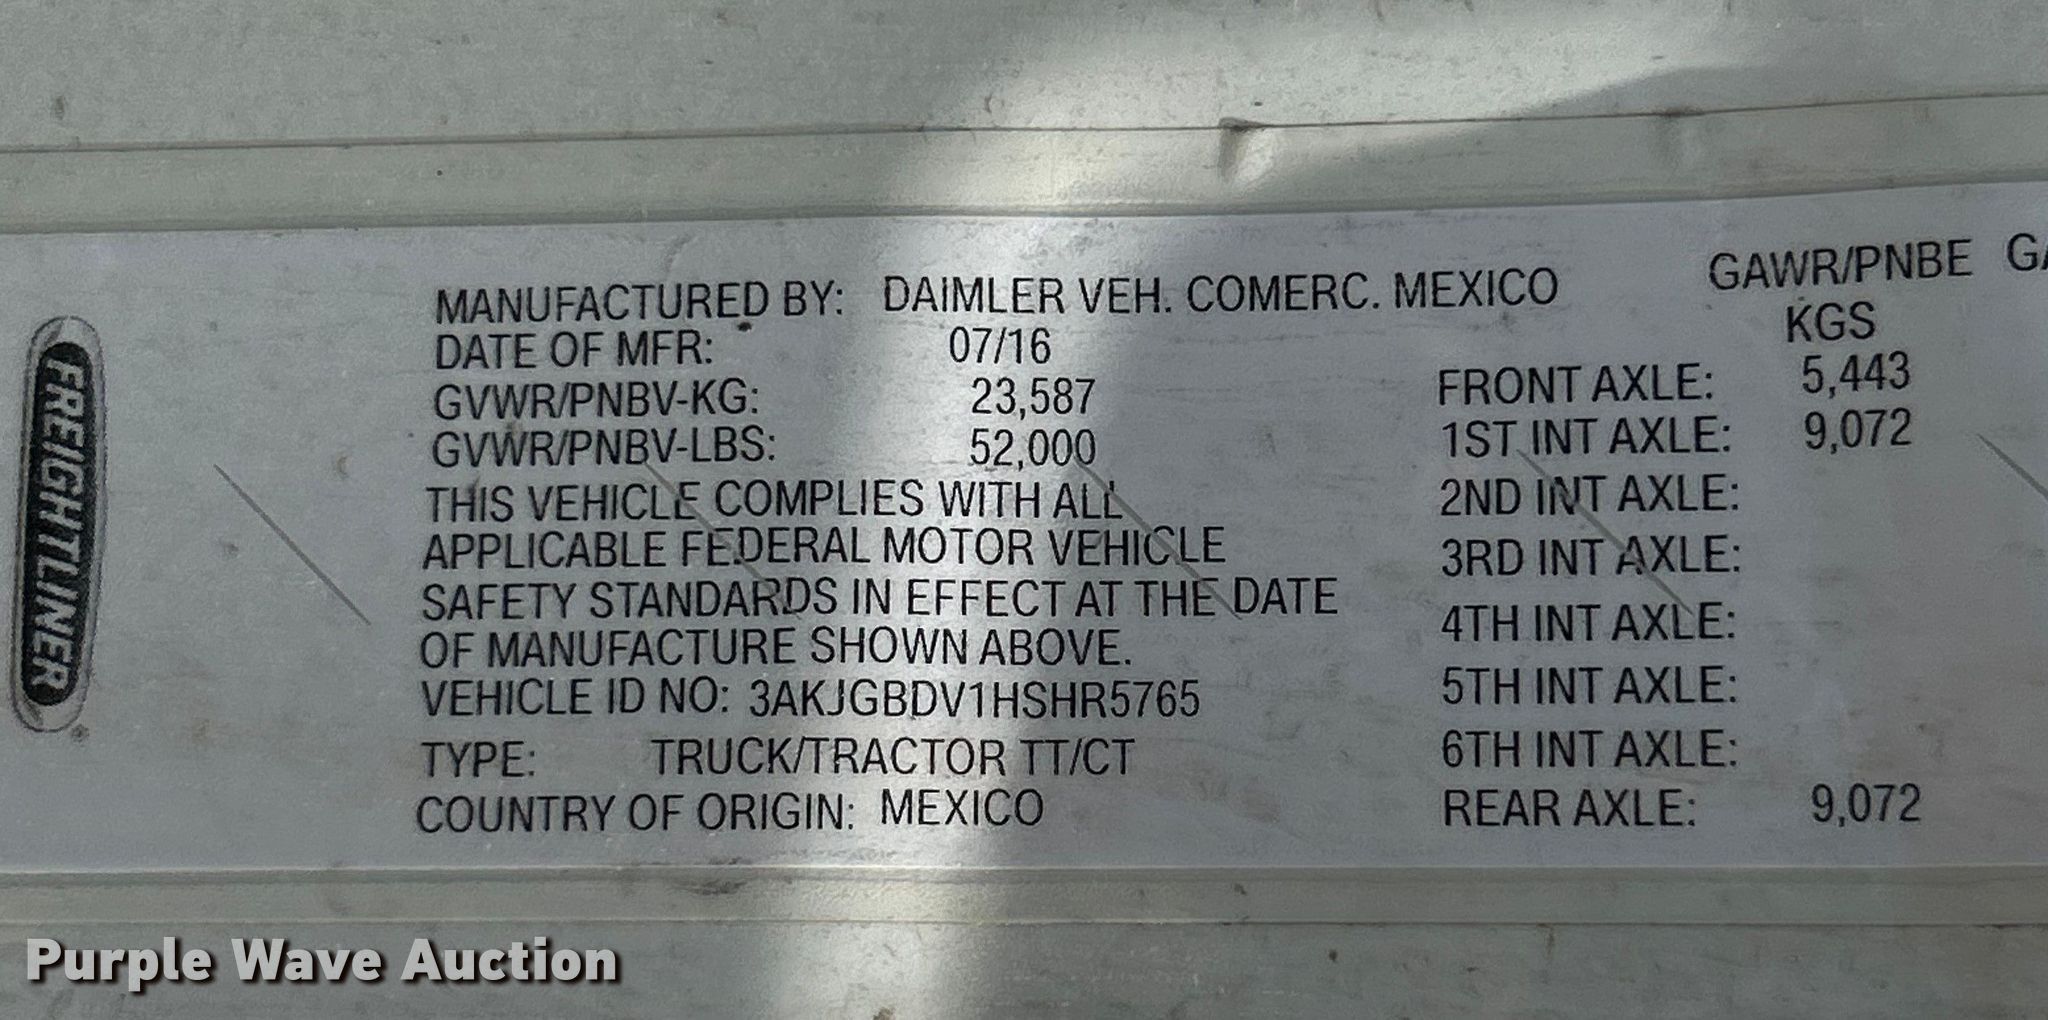 FREIGHTLINER
MANUFACTURED BY: DAIMLER VEH. COMERC. MEXICO
DATE OF MFR: 07/16
GVWR/PNBV-KG: 23,587
GVWR/PNBV-LBS: 52,000
THIS VEHICLE COMPLIES WITH ALL
APPLICABLE FEDERAL MOTOR VEHICLE
SAFETY STANDARDS IN EFFECT AT THE DATE
OF MANUFACTURE SHOWN ABOVE.
VEHICLE ID NO: 3AKJGBDV1HSHR5765
TYPE: TRUCK/TRACTOR TT/CT
COUNTRY OF ORIGIN: MEXICO
GAWR/PNBE
KGS
FRONT AXLE: 5,443
1ST INT AXLE: 9,072
2ND INT AXLE:
3RD INT AXLE:
4TH INT AXLE:
5TH INT AXLE:
6TH INT AXLE:
REAR AXLE: 9,072
Purple Wave Auction